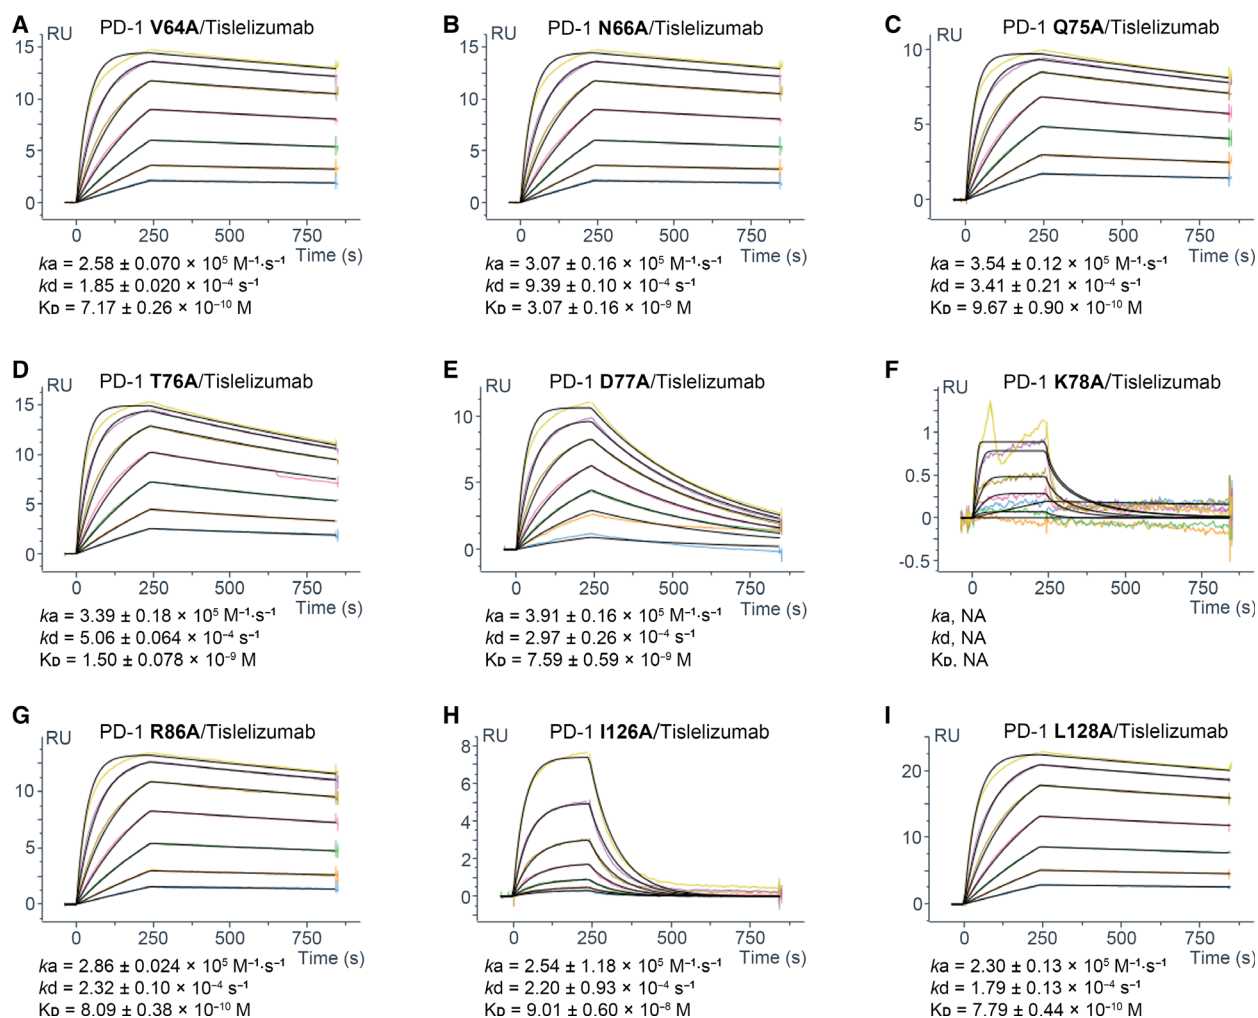 A
RU
PD-1 V64A/Tislelizumab
15
10
5
0
0 250 500 750
Time (s)
ka = 2.58 ± 0.070 × 10⁵ M⁻¹·s⁻¹
kd = 1.85 ± 0.020 × 10⁻⁴ s⁻¹
Kᴅ = 7.17 ± 0.26 × 10⁻¹⁰ M
B
RU
PD-1 N66A/Tislelizumab
15
10
5
0
0 250 500 750
Time (s)
ka = 3.07 ± 0.16 × 10⁵ M⁻¹·s⁻¹
kd = 9.39 ± 0.10 × 10⁻⁴ s⁻¹
Kᴅ = 3.07 ± 0.16 × 10⁻⁹ M
C
RU
PD-1 Q75A/Tislelizumab
10
5
0
0 250 500 750
Time (s)
ka = 3.54 ± 0.12 × 10⁵ M⁻¹·s⁻¹
kd = 3.41 ± 0.21 × 10⁻⁴ s⁻¹
Kᴅ = 9.67 ± 0.90 × 10⁻¹⁰ M
D
RU
PD-1 T76A/Tislelizumab
15
10
5
0
0 250 500 750
Time (s)
ka = 3.39 ± 0.18 × 10⁵ M⁻¹·s⁻¹
kd = 5.06 ± 0.064 × 10⁻⁴ s⁻¹
Kᴅ = 1.50 ± 0.078 × 10⁻⁹ M
E
RU
PD-1 D77A/Tislelizumab
10
5
0
0 250 500 750
Time (s)
ka = 3.91 ± 0.16 × 10⁵ M⁻¹·s⁻¹
kd = 2.97 ± 0.26 × 10⁻⁴ s⁻¹
Kᴅ = 7.59 ± 0.59 × 10⁻⁹ M
F
RU
PD-1 K78A/Tislelizumab
1
0.5
0
-0.5
0 250 500 750
Time (s)
ka, NA
kd, NA
Kᴅ, NA
G
RU
PD-1 R86A/Tislelizumab
10
5
0
0 250 500 750
Time (s)
ka = 2.86 ± 0.024 × 10⁵ M⁻¹·s⁻¹
kd = 2.32 ± 0.10 × 10⁻⁴ s⁻¹
Kᴅ = 8.09 ± 0.38 × 10⁻¹⁰ M
H
RU
PD-1 I126A/Tislelizumab
8
6
4
2
0
0 250 500 750
Time (s)
ka = 2.54 ± 1.18 × 10⁵ M⁻¹·s⁻¹
kd = 2.20 ± 0.93 × 10⁻⁴ s⁻¹
Kᴅ = 9.01 ± 0.60 × 10⁻⁸ M
I
RU
PD-1 L128A/Tislelizumab
20
10
0
0 250 500 750
Time (s)
ka = 2.30 ± 0.13 × 10⁵ M⁻¹·s⁻¹
kd = 1.79 ± 0.13 × 10⁻⁴ s⁻¹
Kᴅ = 7.79 ± 0.44 × 10⁻¹⁰ M